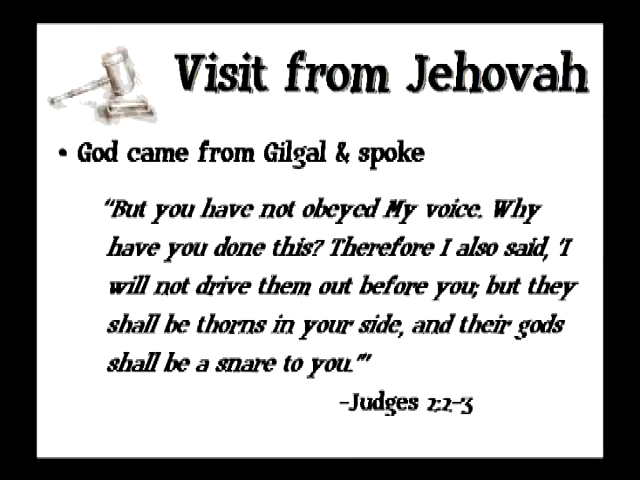 Visit from Jehovah
• God came from Gilgal & spoke
"But you have not obeyed My voice. Why
have you done this? Therefore I also said, 'I
will not drive them out before you; but they
shall be thorns in your side, and their gods
shall be a snare to you.'"
-Judges 2:2-3